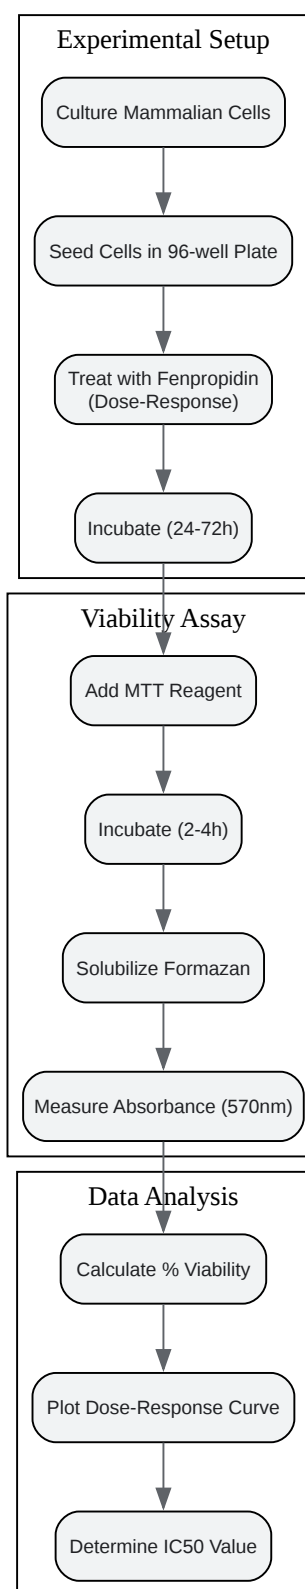 Experimental Setup
Culture Mammalian Cells
Seed Cells in 96-well Plate
Treat with Fenpropidin
(Dose-Response)
Incubate (24-72h)
Viability Assay
Add MTT Reagent
Incubate (2-4h)
Solubilize Formazan
Measure Absorbance (570nm)
Data Analysis
Calculate % Viability
Plot Dose-Response Curve
Determine IC50 Value